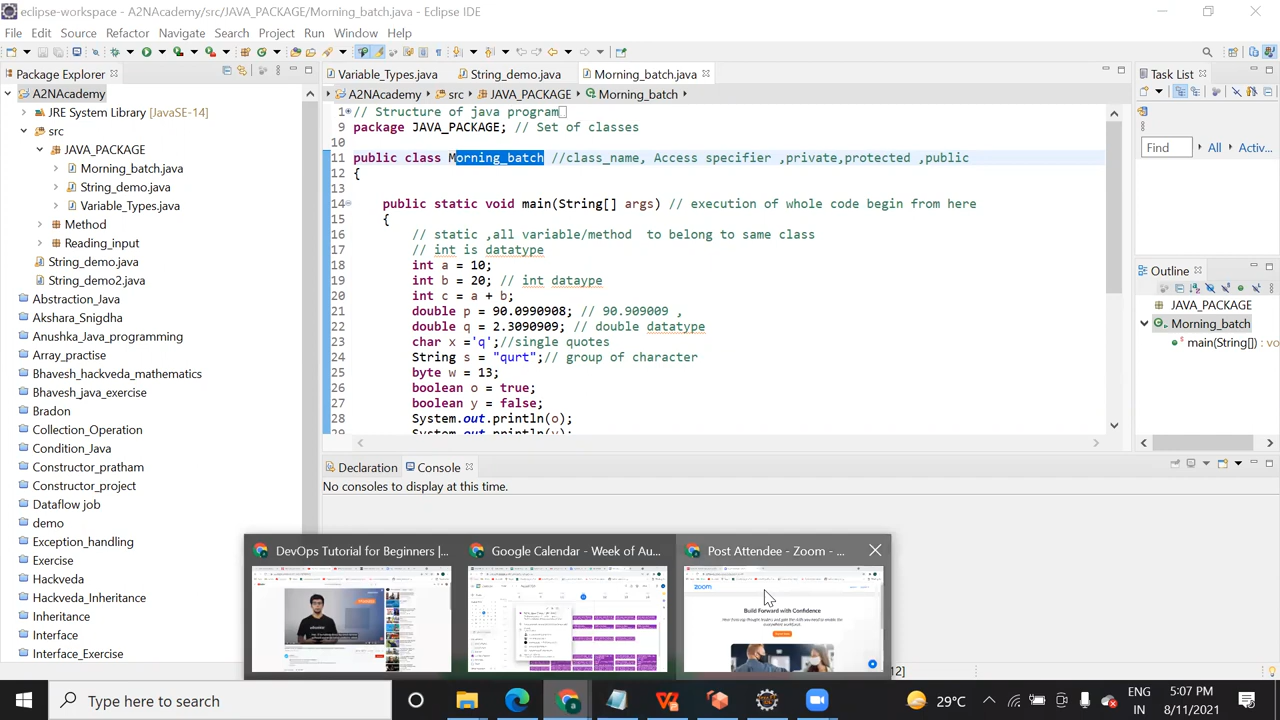 eclipse-workspace - A2NAcademy/src/JAVA_PACKAGE/Morning_batch.java - Eclipse IDE
File Edit Source Refactor Navigate Search Project Run Window Help
Package Explorer
A2NAcademy
JRE System Library [JavaSE-14]
src
JAVA_PACKAGE
Morning_batch.java
String_demo.java
Variable_Types.java
Method
Reading_input
String_demo.java
String_demo2.java
Abstraction_Java
Akshara_Snigdha
Anushka_Java_programming
Array_practise
Bhavesh_hackveda_mathematics
Bhavesh_java_exercise
Bradon
Collection_Operation
Condition_Java
Constructor_pratham
Constructor_project
Dataflow_job
demo
Exception_handling
Exercise
Hackveda
Hackveda_Internship
Inheritance
Interface
Interface_Exercise
Variable_Types.java
String_demo.java
Morning_batch.java
A2NAcademy src JAVA_PACKAGE Morning_batch
1 // Structure of java program
9 package JAVA_PACKAGE; // Set of classes
10
11 public class Morning_batch //class_name, Access specifier ,private,protected ,public
12 {
13
14 public static void main(String[] args) // execution of whole code begin from here
15 {
16 // static ,all variable/method to belong to same class
17 // int is datatype
18 int a = 10;
19 int b = 20; // int dataype
20 int c = a + b;
21 double p = 90.0990908; // 90.909009 ,
22 double q = 2.3090909; // double datatype
23 char x ='q';//single quotes
24 String s = "qurt";// group of character
25 byte w = 13;
26 boolean o = true;
27 boolean y = false;
28 System.out.println(o);
29 System.out.println(y);
Declaration Console
No consoles to display at this time.
Task List
Find All Activ...
Outline
JAVA_PACKAGE
Morning_batch
main(String[]) : vo
DevOps Tutorial for Beginners |...
Google Calendar - Week of Au...
Post Attendee - Zoom - ...
zoom
Build Forward with Confidence
12]
Type here to search
29°C
ENG
IN
5:07 PM
8/11/2021